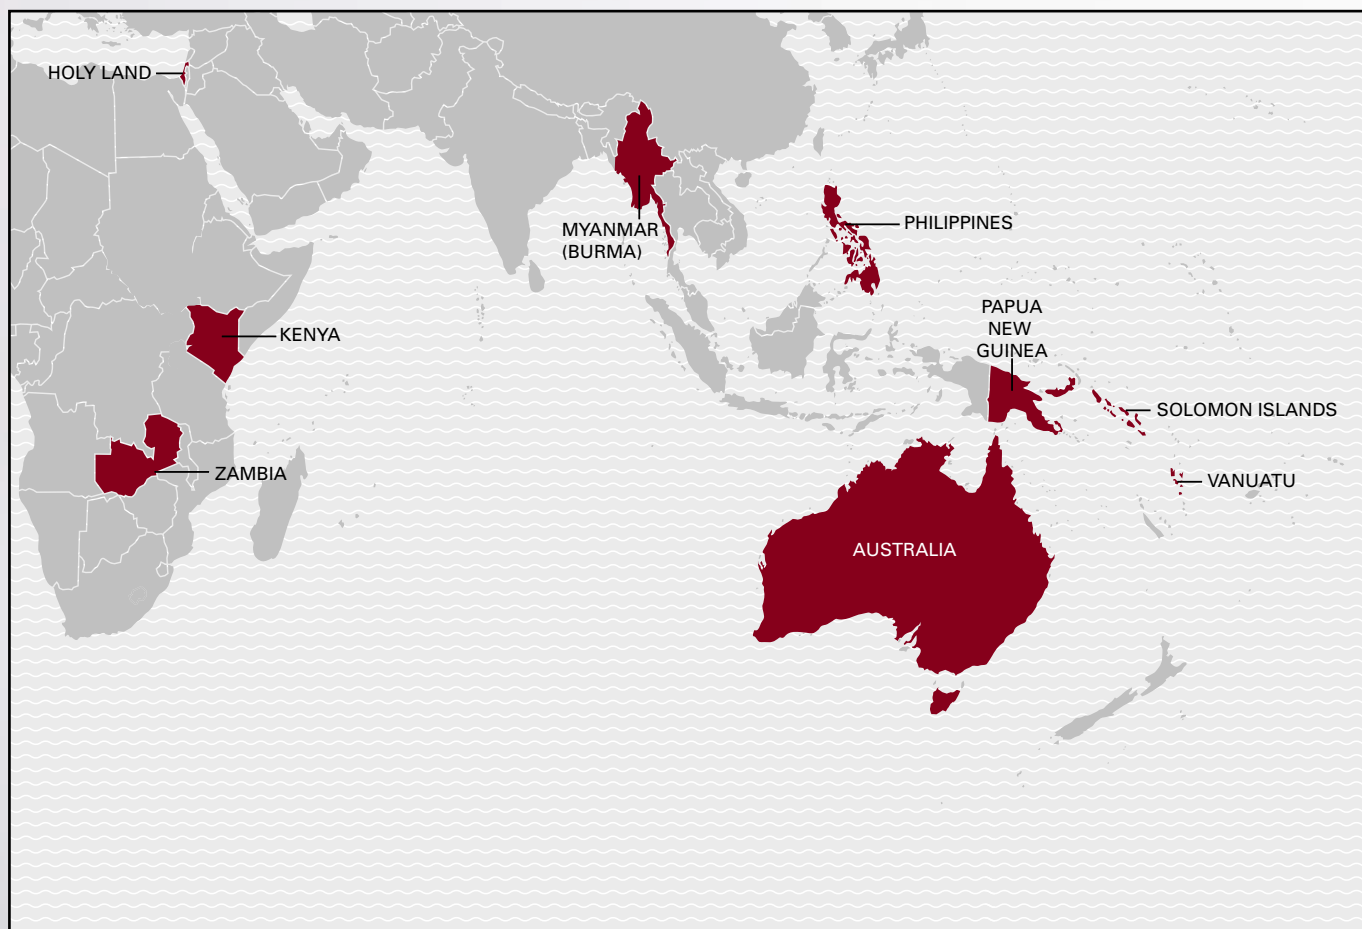 HOLY LAND
MYANMAR
(BURMA)
PHILIPPINES
PAPUA
NEW
GUINEA
KENYA
SOLOMON ISLANDS
ZAMBIA
VANUATU
AUSTRALIA